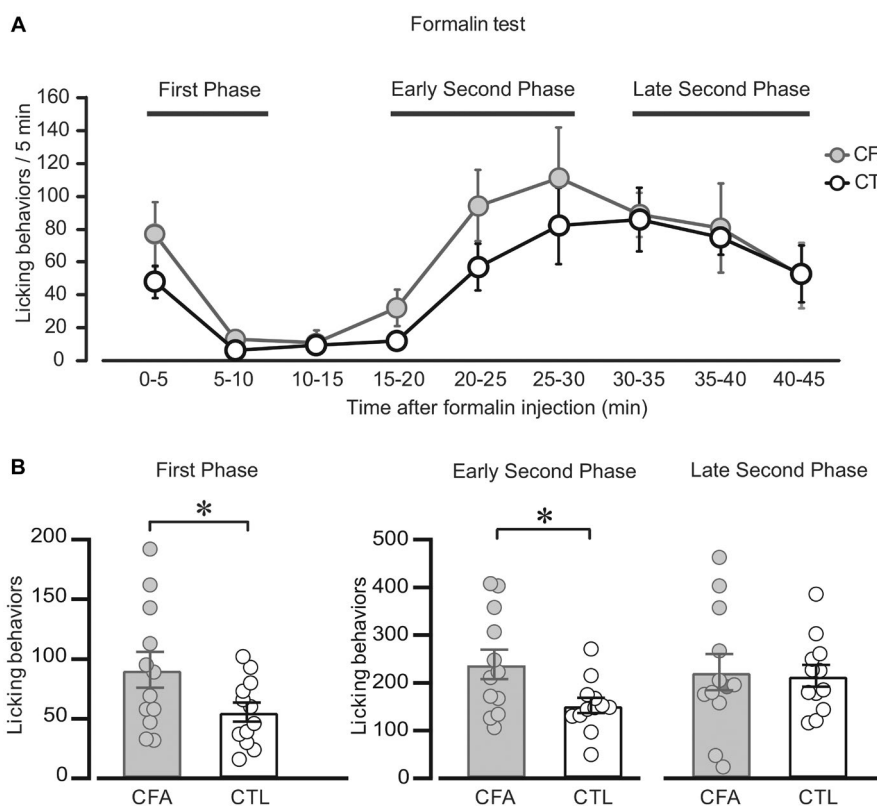 A
Formalin test
First Phase
Early Second Phase
Late Second Phase
Licking behaviors / 5 min
160
140
120
100
80
60
40
20
0
CF
CT
0-5 5-10 10-15 15-20 20-25 25-30 30-35 35-40 40-45
Time after formalin injection (min)
B
First Phase
Early Second Phase
Late Second Phase
Licking behaviors
200
150
100
50
0
*
CFA CTL
Licking behaviors
500
400
300
200
100
0
*
CFA CTL
CFA CTL